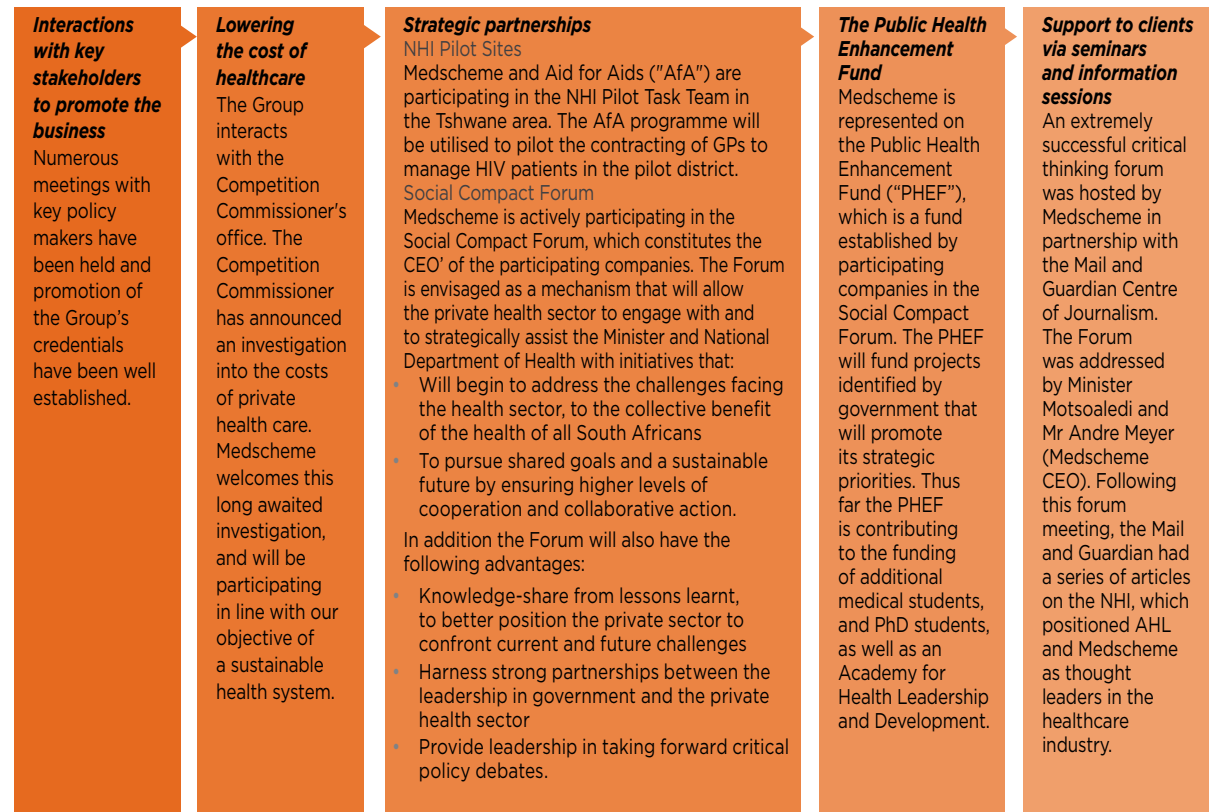 Interactions
with key
stakeholders
to promote the
business
Numerous
meetings with
key policy
makers have
been held and
promotion of
the Group’s
credentials
have been well
established.
Lowering
the cost of
healthcare
The Group
interacts
with the
Competition
Commissioner's
office. The
Competition
Commissioner
has announced
an investigation
into the costs
of private
health care.
Medscheme
welcomes this
long awaited
investigation,
and will be
participating
in line with our
objective of
a sustainable
health system.
Strategic partnerships
NHI Pilot Sites
Medscheme and Aid for Aids ("AfA") are
participating in the NHI Pilot Task Team in
the Tshwane area. The AfA programme will
be utilised to pilot the contracting of GPs to
manage HIV patients in the pilot district.
Social Compact Forum
Medscheme is actively participating in the
Social Compact Forum, which constitutes the
CEO’ of the participating companies. The Forum
is envisaged as a mechanism that will allow
the private health sector to engage with and
to strategically assist the Minister and National
Department of Health with initiatives that:
• Will begin to address the challenges facing
the health sector, to the collective benefit
of the health of all South Africans
• To pursue shared goals and a sustainable
future by ensuring higher levels of
cooperation and collaborative action.
In addition the Forum will also have the
following advantages:
• Knowledge-share from lessons learnt,
to better position the private sector to
confront current and future challenges
• Harness strong partnerships between the
leadership in government and the private
health sector
• Provide leadership in taking forward critical
policy debates.
The Public Health
Enhancement
Fund
Medscheme is
represented on
the Public Health
Enhancement
Fund (“PHEF”),
which is a fund
established by
participating
companies in the
Social Compact
Forum. The PHEF
will fund projects
identified by
government that
will promote
its strategic
priorities. Thus
far the PHEF
is contributing
to the funding
of additional
medical students,
and PhD students,
as well as an
Academy for
Health Leadership
and Development.
Support to clients
via seminars
and information
sessions
An extremely
successful critical
thinking forum
was hosted by
Medscheme in
partnership with
the Mail and
Guardian Centre
of Journalism.
The Forum
was addressed
by Minister
Motsoaledi and
Mr Andre Meyer
(Medscheme
CEO). Following
this forum
meeting, the Mail
and Guardian had
a series of articles
on the NHI, which
positioned AHL
and Medscheme
as thought
leaders in the
healthcare
industry.